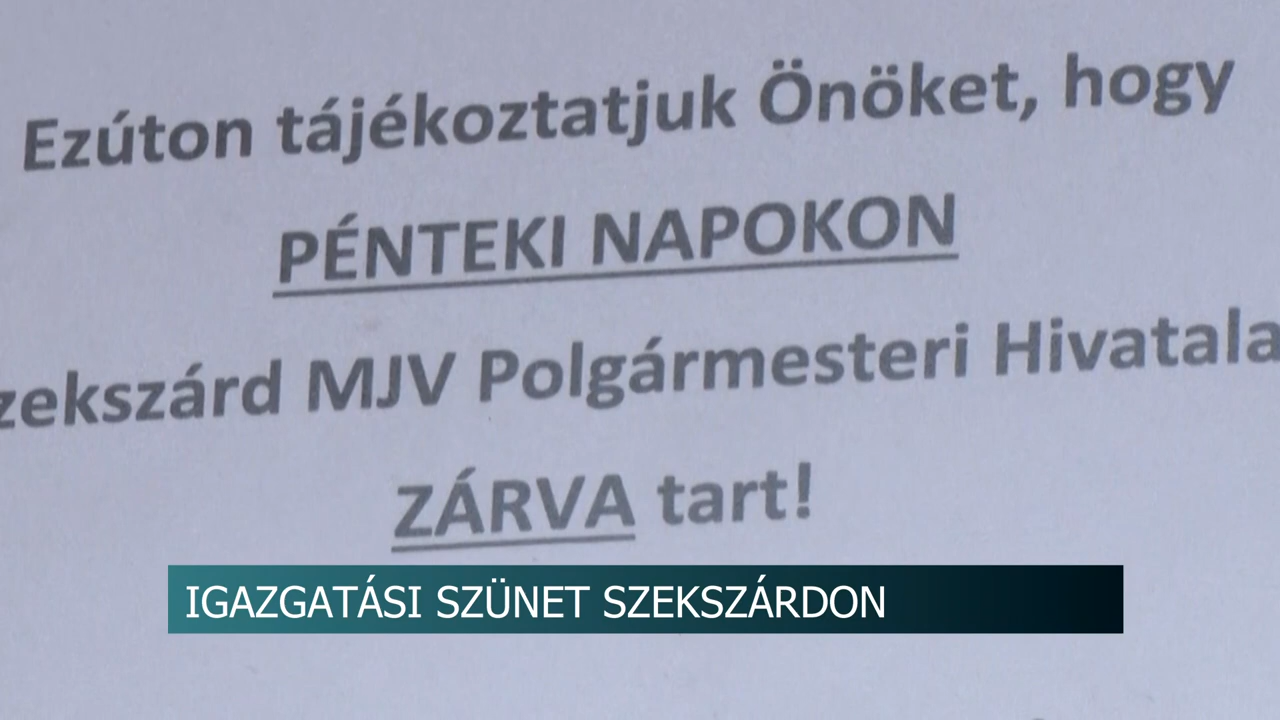 Ezúton tájékoztatjuk Önöket, hogy
PÉNTEKI NAPOKON
zekszárd MJV Polgármesteri Hivatala
ZÁRVA tart!
IGAZGATÁSI SZÜNET SZEKSZÁRDON